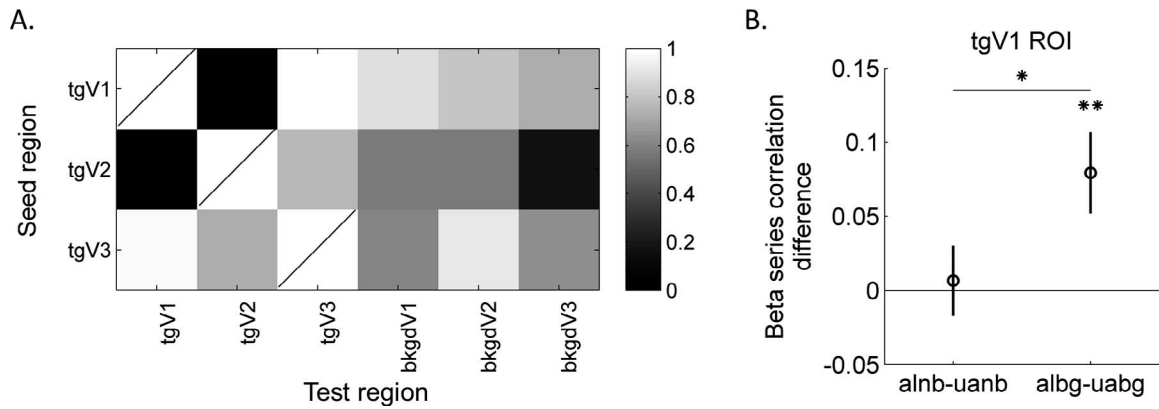 A.
Seed region
tgV1
tgV2
tgV3
tgV1
tgV2
tgV3
bkgdV1
bkgdV2
bkgdV3
Test region
1
0.8
0.6
0.4
0.2
0
B.
tgV1 ROI
Beta series correlation
difference
0.15
0.1
0.05
0
-0.05
*
**
alnb-uanb
albg-uabg